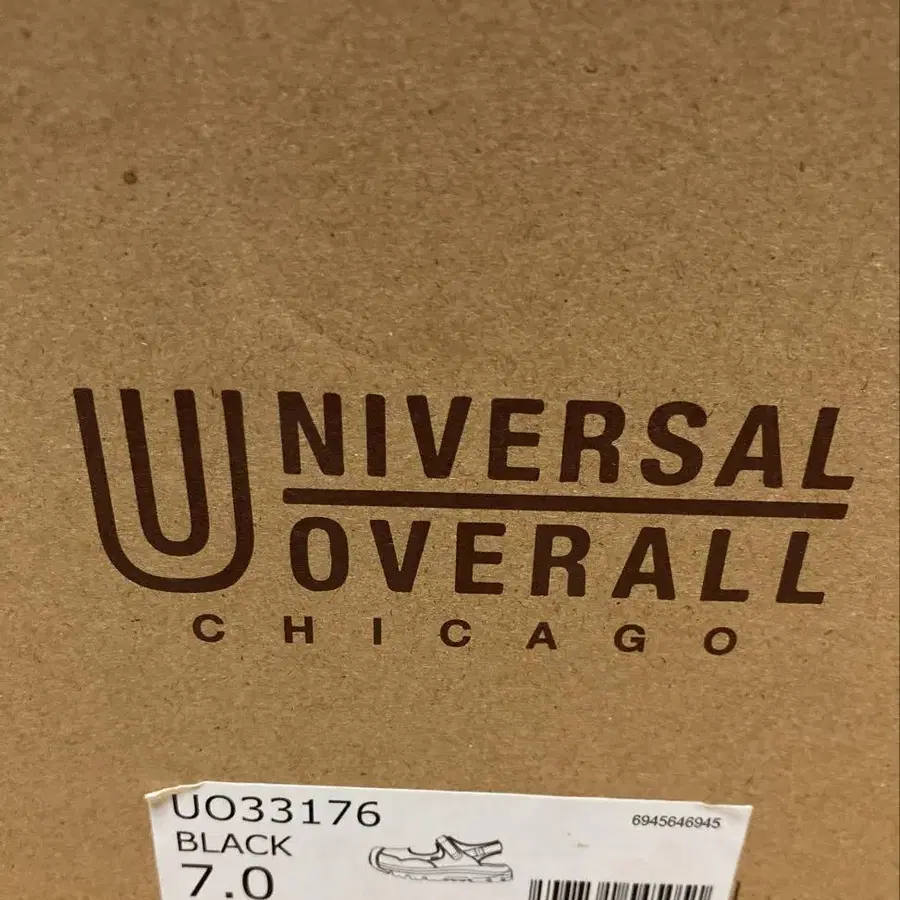 UNIVERSAL
OVERALL
CHICAGO
UO33176
6945646945
BLACK
7.0